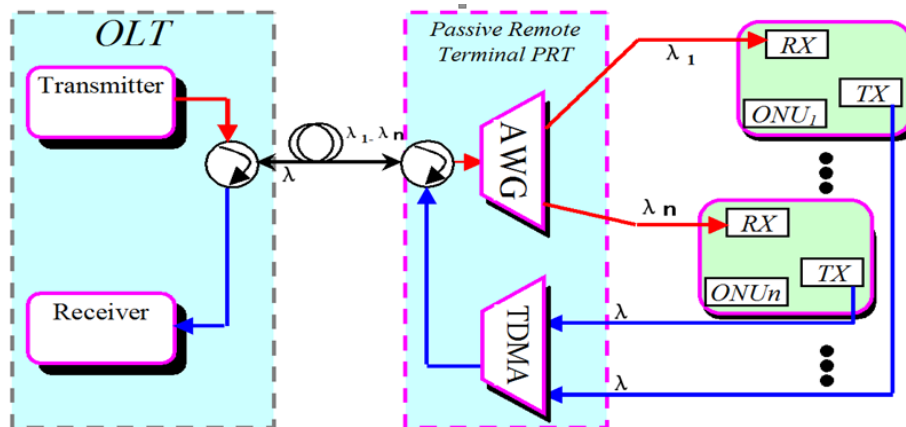 OLT
Transmitter
Receiver
λ 1- λ n
λ
Passive Remote
Terminal PRT
AWG
TDMA
λ 1
λ n
λ
λ
RX
TX
ONU1
RX
TX
ONUn